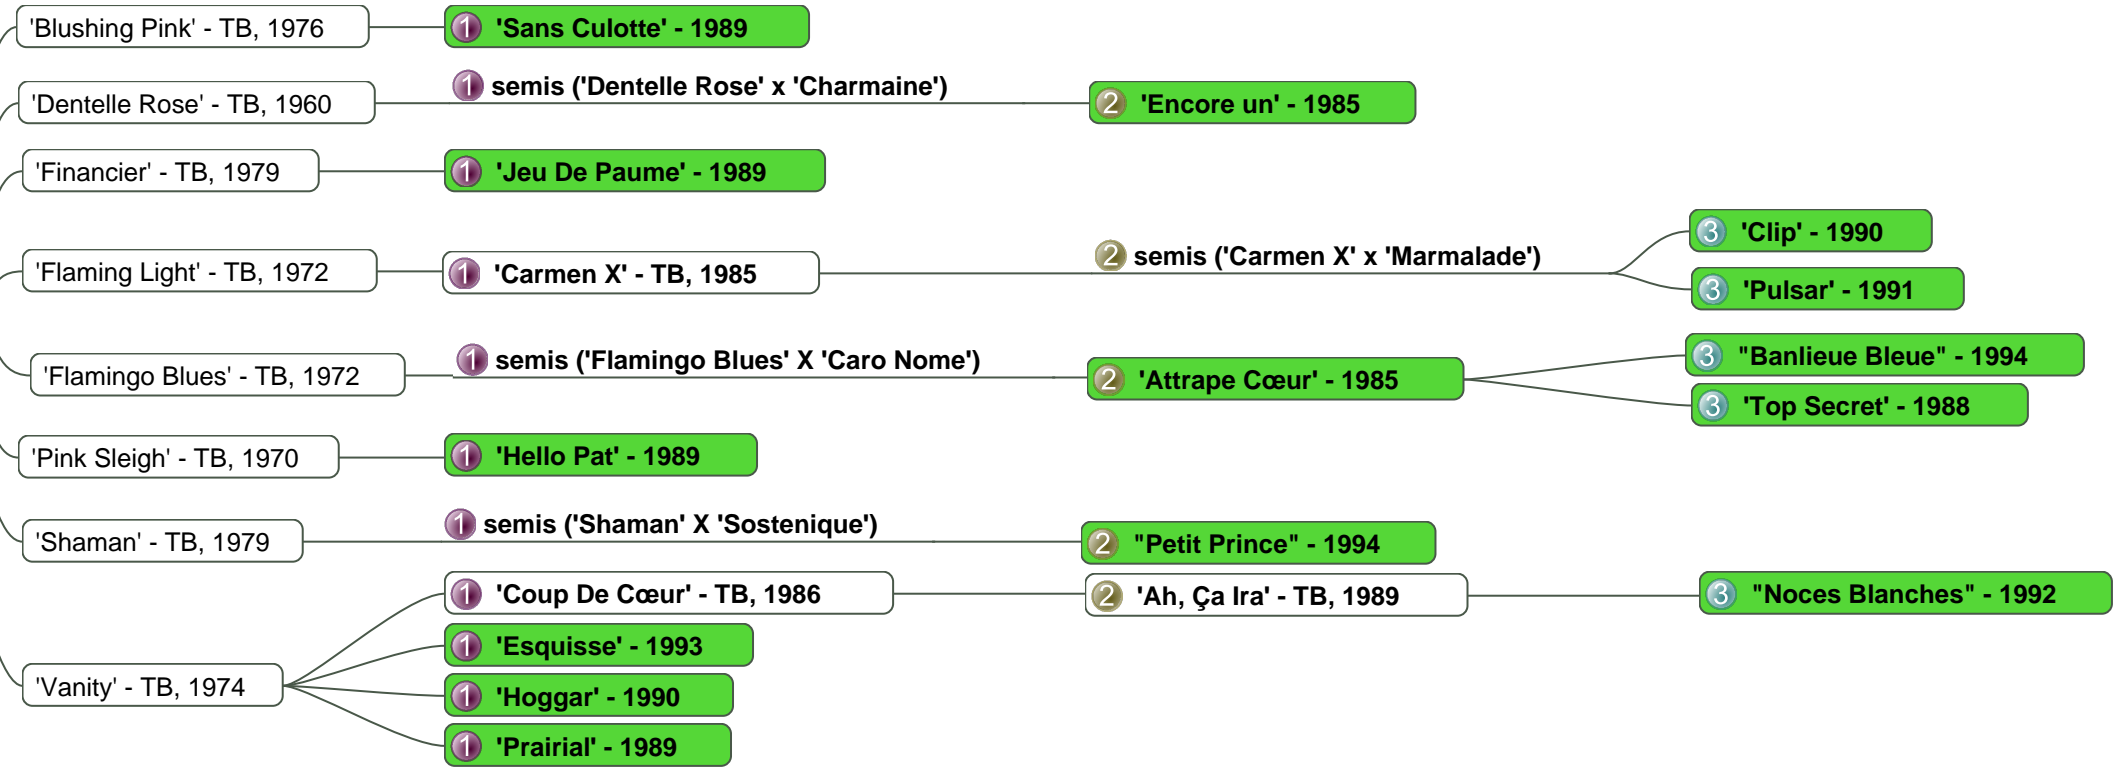 'Blushing Pink' - TB, 1976
1 'Sans Culotte' - 1989
'Dentelle Rose' - TB, 1960
1 semis ('Dentelle Rose' x 'Charmaine')
2 'Encore un' - 1985
'Financier' - TB, 1979
1 'Jeu De Paume' - 1989
'Flaming Light' - TB, 1972
1 'Carmen X' - TB, 1985
2 semis ('Carmen X' x 'Marmalade')
3 'Clip' - 1990
3 'Pulsar' - 1991
'Flamingo Blues' - TB, 1972
1 semis ('Flamingo Blues' X 'Caro Nome')
2 'Attrape Cœur' - 1985
3 "Banlieue Bleue" - 1994
3 'Top Secret' - 1988
'Pink Sleigh' - TB, 1970
1 'Hello Pat' - 1989
'Shaman' - TB, 1979
1 semis ('Shaman' X 'Sostenique')
2 "Petit Prince" - 1994
'Vanity' - TB, 1974
1 'Coup De Cœur' - TB, 1986
2 'Ah, Ça Ira' - TB, 1989
3 "Noces Blanches" - 1992
1 'Esquisse' - 1993
1 'Hoggar' - 1990
1 'Prairial' - 1989